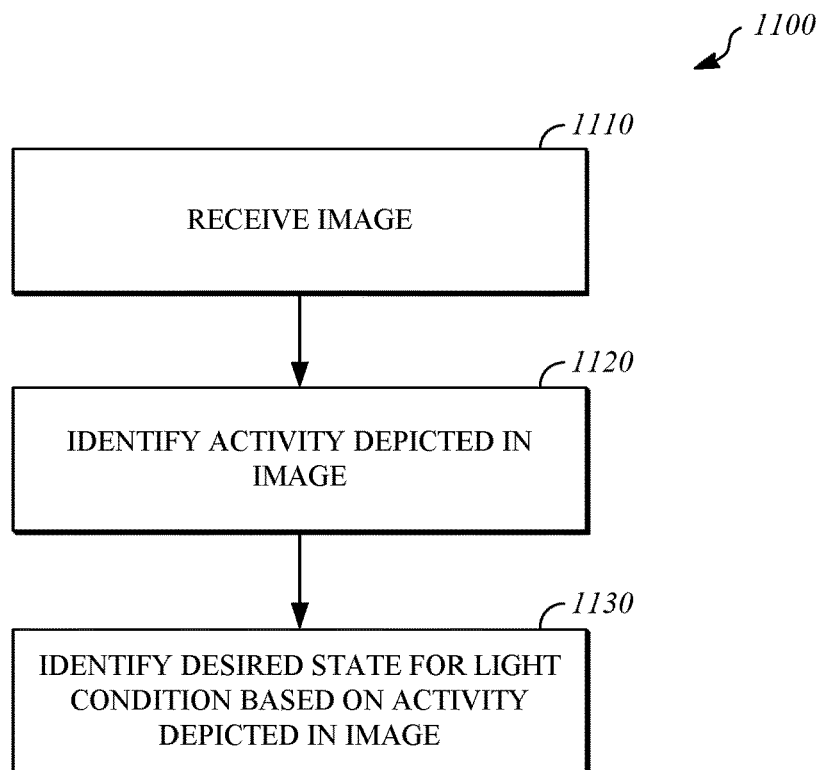 1100
1110
RECEIVE IMAGE
1120
IDENTIFY ACTIVITY DEPICTED IN
IMAGE
1130
IDENTIFY DESIRED STATE FOR LIGHT
CONDITION BASED ON ACTIVITY
DEPICTED IN IMAGE